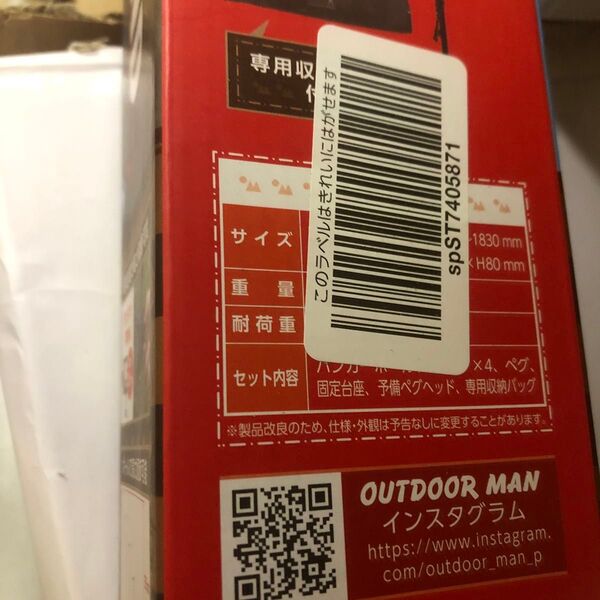 専用収
付
このラベルはきれいにはがせます
spST7405871
サイズ
1830 mm
×H80 mm
重 量
耐荷重
セット内容
×4、ペグ、
固定台座、予備ペグヘッド、専用収納バッグ
※製品改良のため、仕様・外観は予告なしに変更することがあります。
OUTDOOR MAN
インスタグラム
https://www.instagram.
com/outdoor_man_p